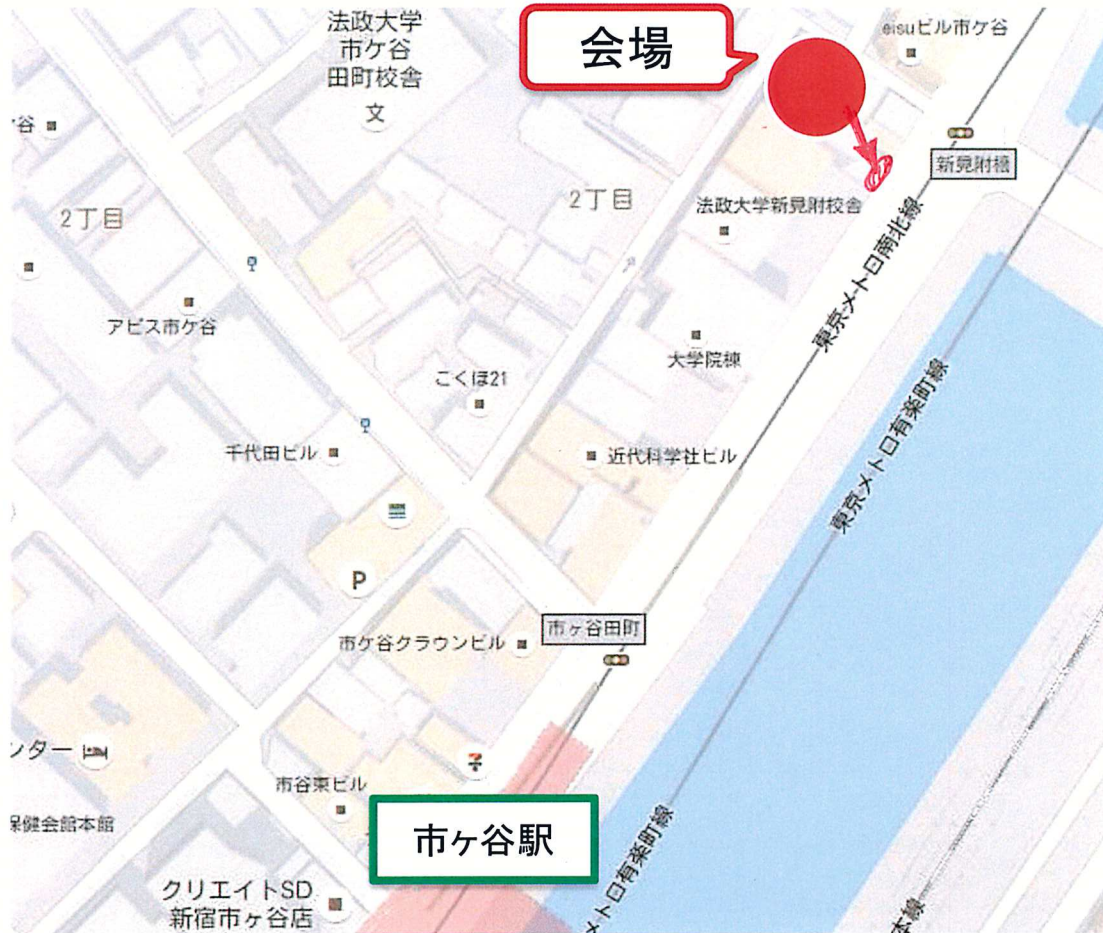 法政大学
市ケ谷
田町校舎
文
会場
eisuビル市ケ谷
谷
新見附橋
2丁目
2丁目
法政大学新見附校舎
東京メトロ南北線
アビス市ケ谷
大学院棟
こくほ21
東京メトロ有楽町線
千代田ビル
近代科学社ビル
P
市ケ谷クラウンビル
市ヶ谷田町
ンター
市谷東ビル
保健会館本館
市ヶ谷駅
メトロ有楽町線
クリエイトSD
新宿市ヶ谷店
本線